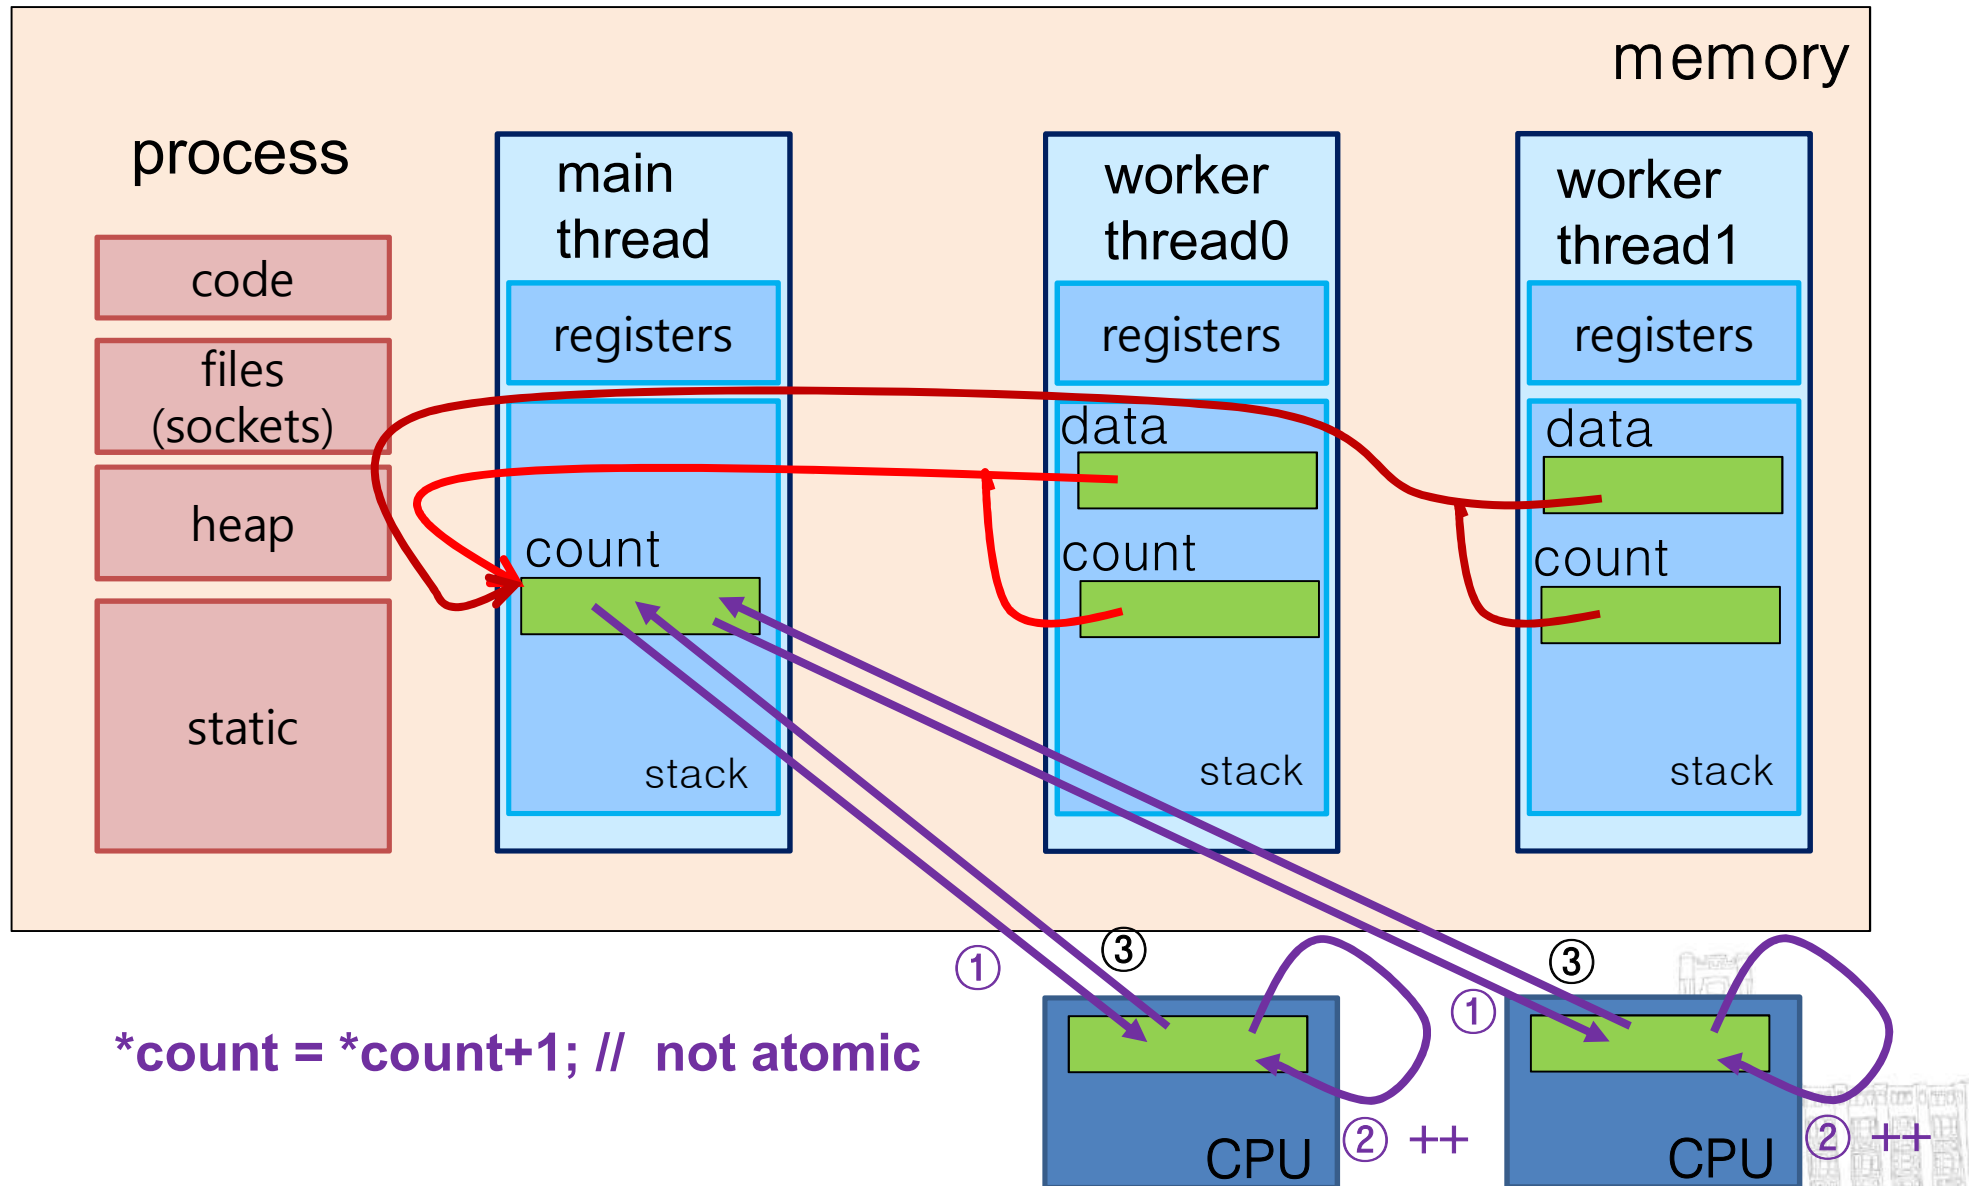 memory
process
code
files
(sockets)
heap
static
main
thread
registers
count
stack
worker
thread0
registers
data
count
stack
worker
thread1
registers
data
count
stack
① ③ ① ③
*count = *count+1; // not atomic
CPU
② ++
CPU
② ++